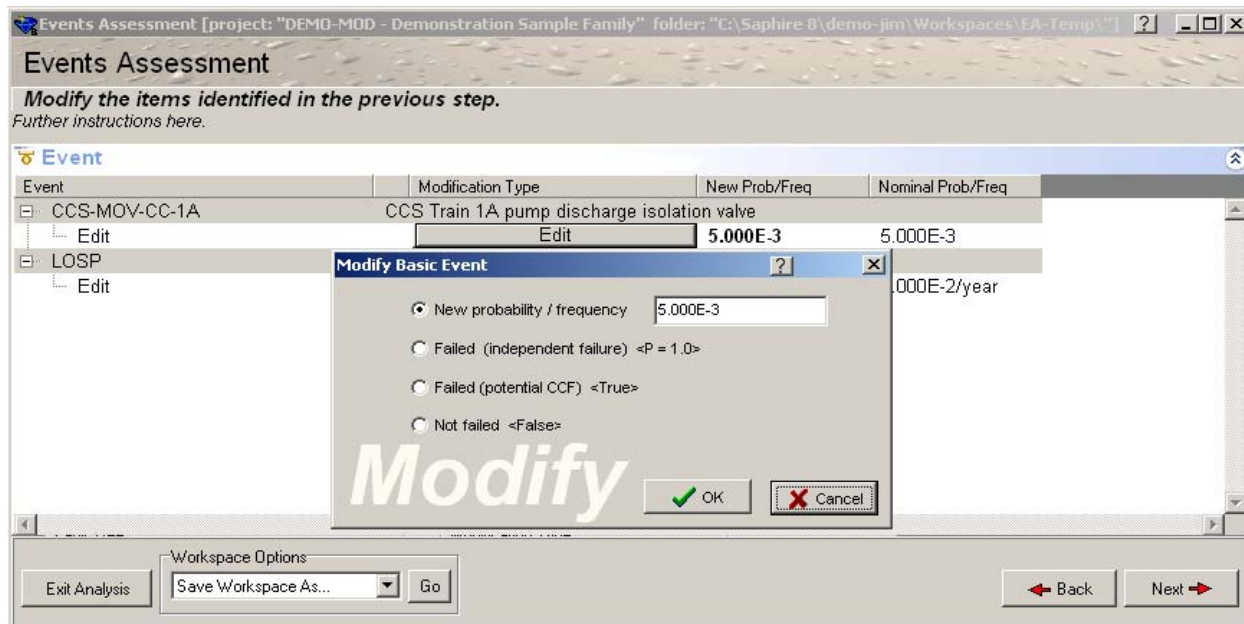 Events Assessment [project: "DEMO-MOD - Demonstration Sample Family" folder: "C:\Saphire 8\demo-jim\Workspaces\EA-Temp\"]
Events Assessment
Modify the items identified in the previous step.
Further instructions here.
Event
Event Modification Type New Prob/Freq Nominal Prob/Freq
CCS-MOV-CC-1A CCS Train 1A pump discharge isolation valve
Edit Edit 5.000E-3 5.000E-3
LOSP
Edit .000E-2/year
Modify Basic Event
New probability / frequency 5.000E-3
Failed (independent failure) <P = 1.0>
Failed (potential CCF) <True>
Not failed <False>
Modify
OK Cancel
Workspace Options
Exit Analysis Save Workspace As... Go Back Next